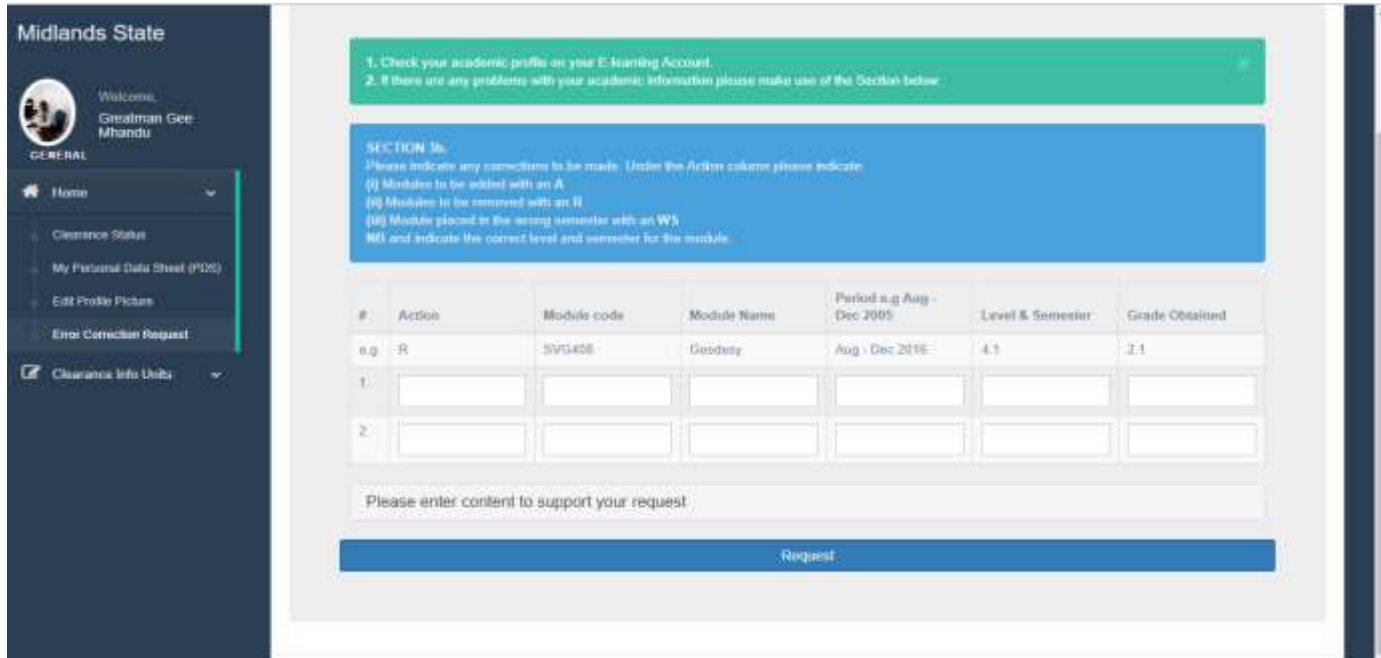 Midlands State
Welcome,
Greatman Gee
Mhandu
GENERAL
Home
Clearance Status
My Personal Data Sheet (PDS)
Edit Profile Picture
Error Correction Request
Clearance Info Units
1. Check your academic profile on your E-learning Account.
2. If there are any problems with your academic information please make use of the Section below
SECTION 3b.
Please indicate any corrections to be made. Under the Action column please indicate:
(i) Modules to be added with an A
(ii) Modules to be removed with an R
(iii) Module placed in the wrong semester with an WS
NB and indicate the correct level and semester for the module.
# Action Module code Module Name Period e.g Aug - Dec 2005 Level & Semester Grade Obtained
e.g R SVG408 Geodesy Aug - Dec 2016 4.1 2.1
1.
2.
Please enter content to support your request
Request